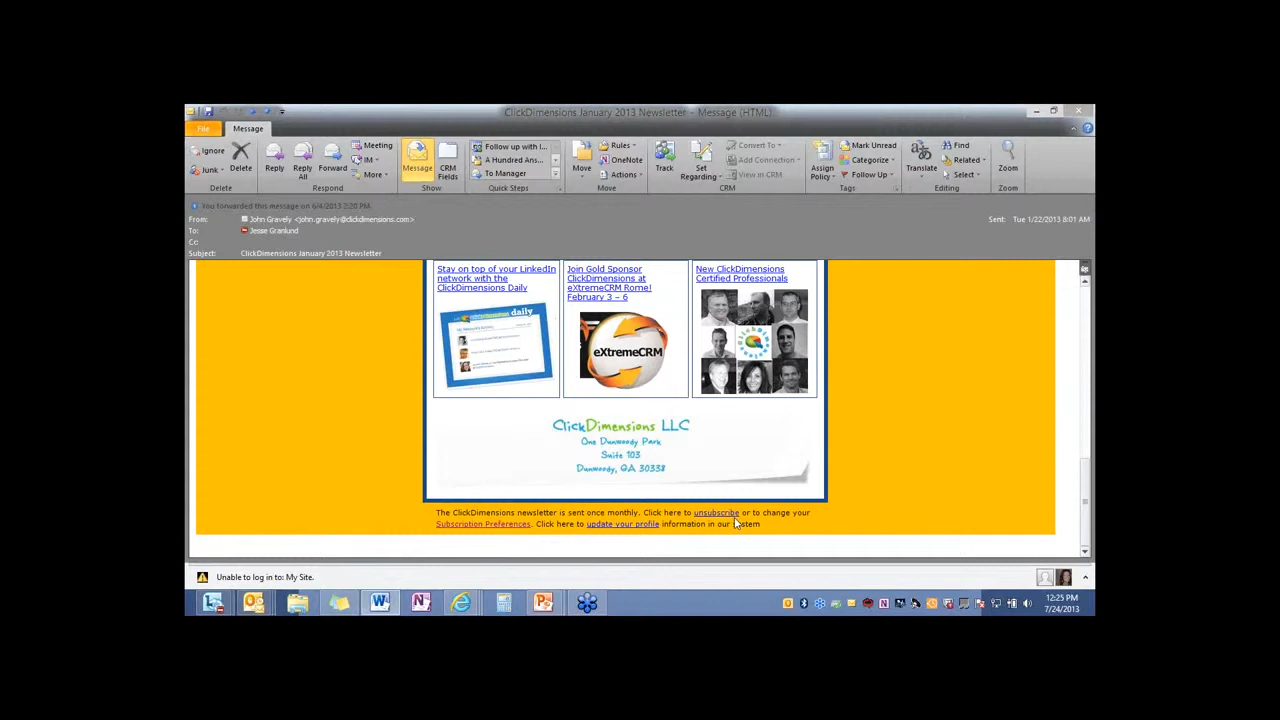 ClickDimensions January 2013 Newsletter - Message (HTML)
File Message
Ignore
Junk
Delete
Reply
Reply All
Forward
Meeting
IM
More
Message
CRM Fields
Follow up with I...
A Hundred Ans...
To Manager
Move
Rules
OneNote
Actions
Track
Set Regarding
Convert To
Add Connection
View in CRM
Assign Policy
Mark Unread
Categorize
Follow Up
Translate
Find
Related
Select
Zoom
Delete Respond Show Quick Steps Move CRM Tags Editing Zoom
You forwarded this message on 6/4/2013 2:20 PM.
From: John Gravely <john.gravely@clickdimensions.com> Sent: Tue 1/22/2013 8:01 AM
To: Jesse Granlund
Cc:
Subject: ClickDimensions January 2013 Newsletter
Stay on top of your LinkedIn
network with the
ClickDimensions Daily
daily
Join Gold Sponsor
ClickDimensions at
eXtremeCRM Rome!
February 3 – 6
eXtremeCRM
New ClickDimensions
Certified Professionals
ClickDimensions LLC
One Dunwoody Park
Suite 103
Dunwoody, GA 30338
The ClickDimensions newsletter is sent once monthly. Click here to unsubscribe or to change your
Subscription Preferences. Click here to update your profile information in our system
Unable to log in to: My Site.
12:25 PM
7/24/2013